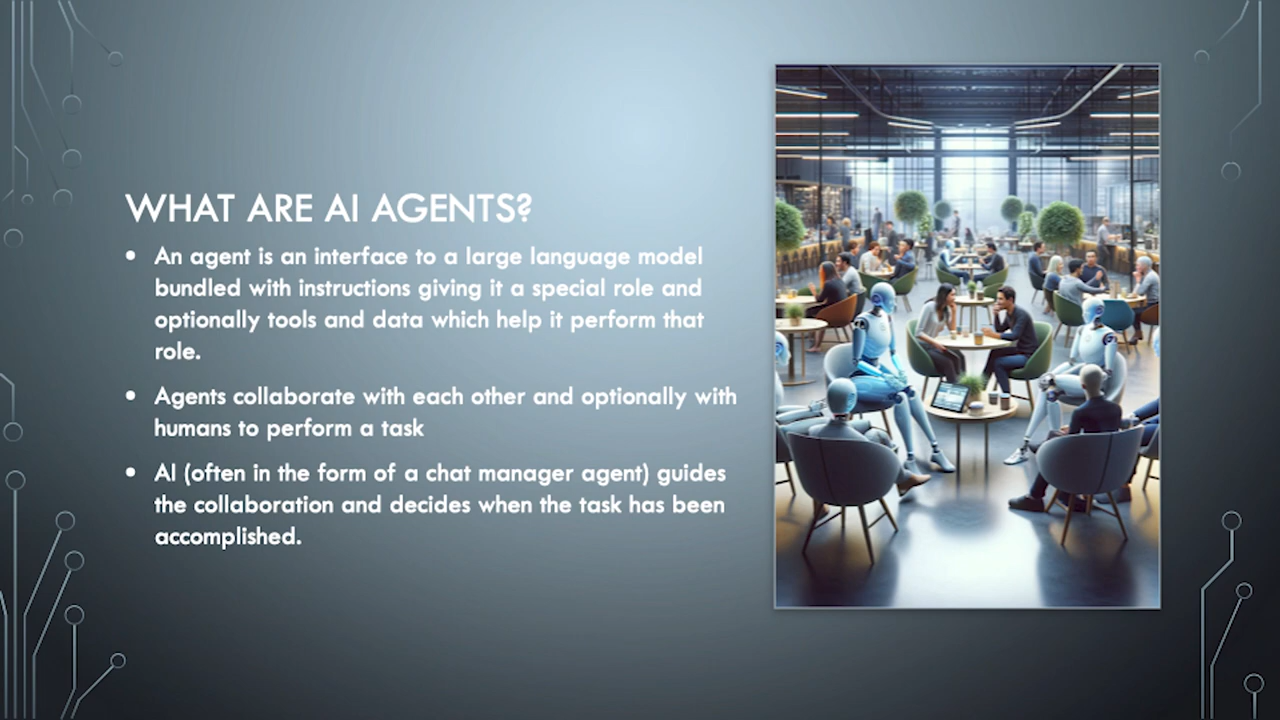 WHAT ARE AI AGENTS?
• An agent is an interface to a large language model
bundled with instructions giving it a special role and
optionally tools and data which help it perform that
role.
• Agents collaborate with each other and optionally with
humans to perform a task
• AI (often in the form of a chat manager agent) guides
the collaboration and decides when the task has been
accomplished.